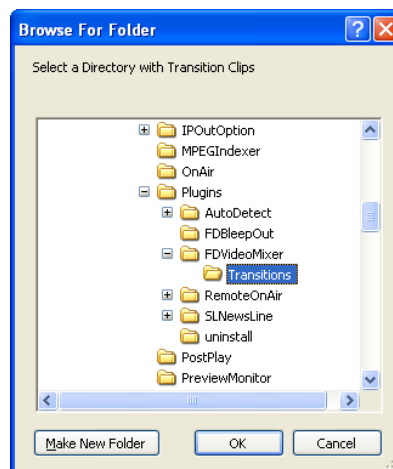 Browse For Folder
Select a Directory with Transition Clips
IPOutOption
MPEGIndexer
OnAir
Plugins
AutoDetect
FDBleepOut
FDVideoMixer
Transitions
RemoteOnAir
SLNewsLine
uninstall
PostPlay
PreviewMonitor
Make New Folder OK Cancel